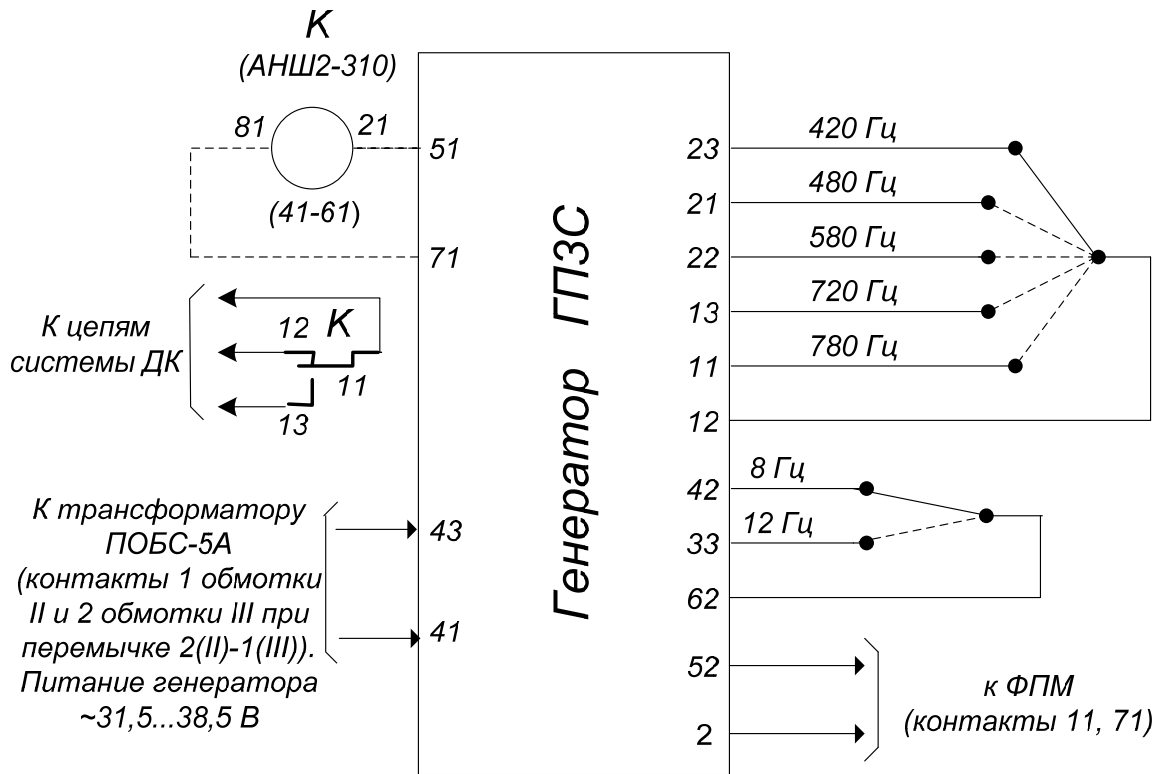 К
(АНШ2-310)
81
21
51
(41-61)
71
К цепям
системы ДК
12
К
11
13
К трансформатору
ПОБС-5А
(контакты 1 обмотки
II и 2 обмотки III при
перемычке 2(II)-1(III)).
Питание генератора
~31,5...38,5 В
43
41
Генератор ГПЗС
23
420 Гц
21
480 Гц
22
580 Гц
13
720 Гц
11
780 Гц
12
42
8 Гц
33
12 Гц
62
52
2
к ФПМ
(контакты 11, 71)